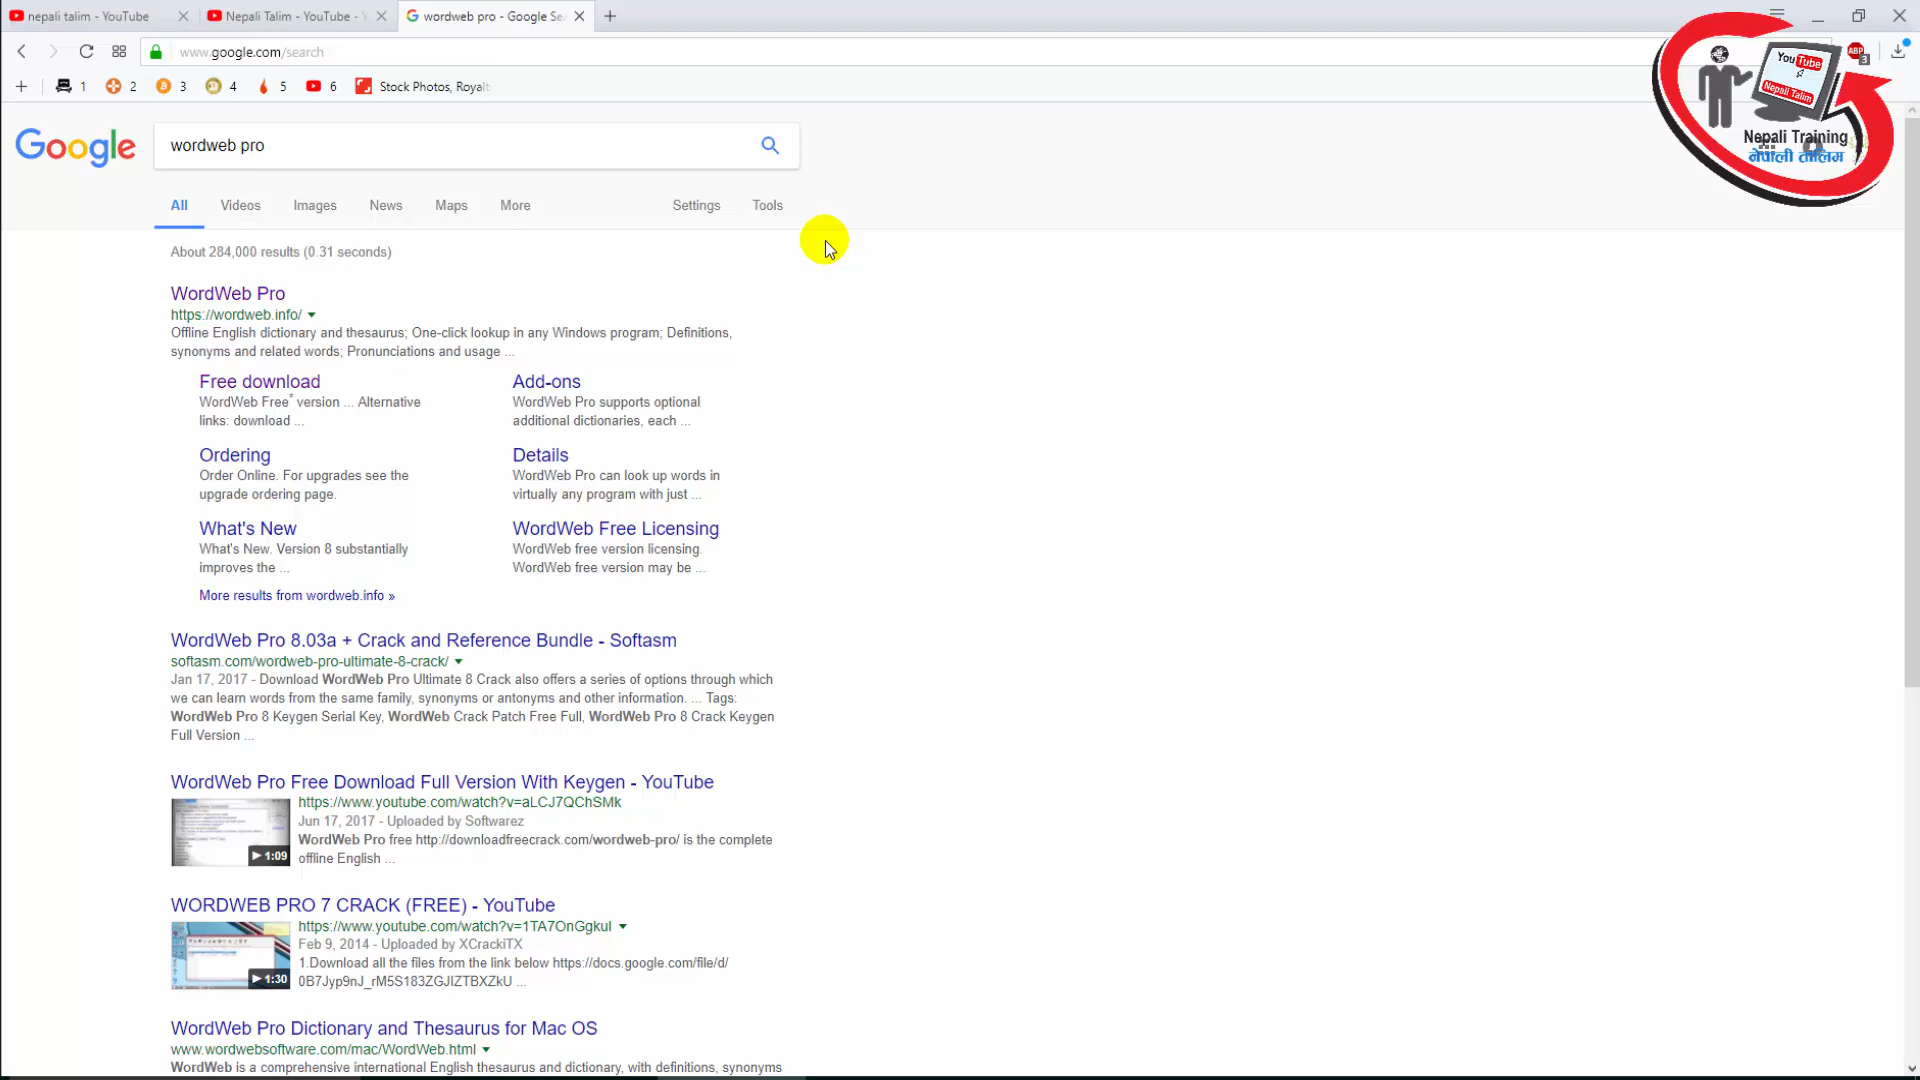 nepali talim - YouTube
Nepali Talim - YouTube -
wordweb pro - Google Se
www.google.com/search
ABP
3
1
2
3
4
5
6
Stock Photos, Royalt
You Tube
Nepali Talim
Nepali Training
नेपाली तालिम
Google
wordweb pro
All
Videos
Images
News
Maps
More
Settings
Tools
About 284,000 results (0.31 seconds)
WordWeb Pro
https://wordweb.info/
Offline English dictionary and thesaurus; One-click lookup in any Windows program; Definitions,
synonyms and related words; Pronunciations and usage ...
Free download
WordWeb Free* version ... Alternative
links: download ...
Add-ons
WordWeb Pro supports optional
additional dictionaries, each ...
Ordering
Order Online. For upgrades see the
upgrade ordering page.
Details
WordWeb Pro can look up words in
virtually any program with just ...
What's New
What's New. Version 8 substantially
improves the ...
WordWeb Free Licensing
WordWeb free version licensing.
WordWeb free version may be ...
More results from wordweb.info »
WordWeb Pro 8.03a + Crack and Reference Bundle - Softasm
softasm.com/wordweb-pro-ultimate-8-crack/
Jan 17, 2017 - Download WordWeb Pro Ultimate 8 Crack also offers a series of options through which
we can learn words from the same family, synonyms or antonyms and other information. ... Tags:
WordWeb Pro 8 Keygen Serial Key, WordWeb Crack Patch Free Full, WordWeb Pro 8 Crack Keygen
Full Version ...
WordWeb Pro Free Download Full Version With Keygen - YouTube
https://www.youtube.com/watch?v=aLCJ7QChSMk
Jun 17, 2017 - Uploaded by Softwarez
WordWeb Pro free http://downloadfreecrack.com/wordweb-pro/ is the complete
offline English ...
1:09
WORDWEB PRO 7 CRACK (FREE) - YouTube
https://www.youtube.com/watch?v=1TA7OnGgkuI
Feb 9, 2014 - Uploaded by XCrackiTX
1.Download all the files from the link below https://docs.google.com/file/d/
0B7Jyp9nJ_rM5S183ZGJIZTBXZkU ...
1:30
WordWeb Pro Dictionary and Thesaurus for Mac OS
www.wordwebsoftware.com/mac/WordWeb.html
WordWeb is a comprehensive international English thesaurus and dictionary, with definitions, synonyms